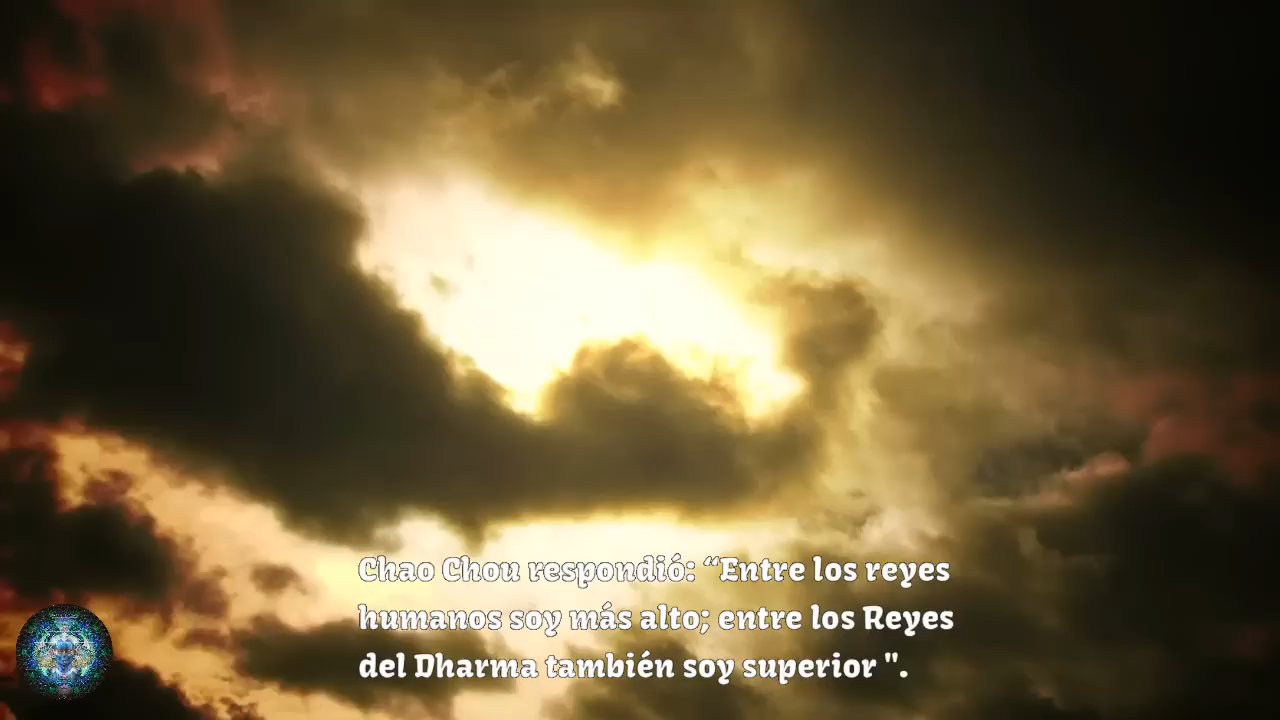 Chao Chou respondió: “Entre los reyes
humanos soy más alto; entre los Reyes
del Dharma también soy superior ".